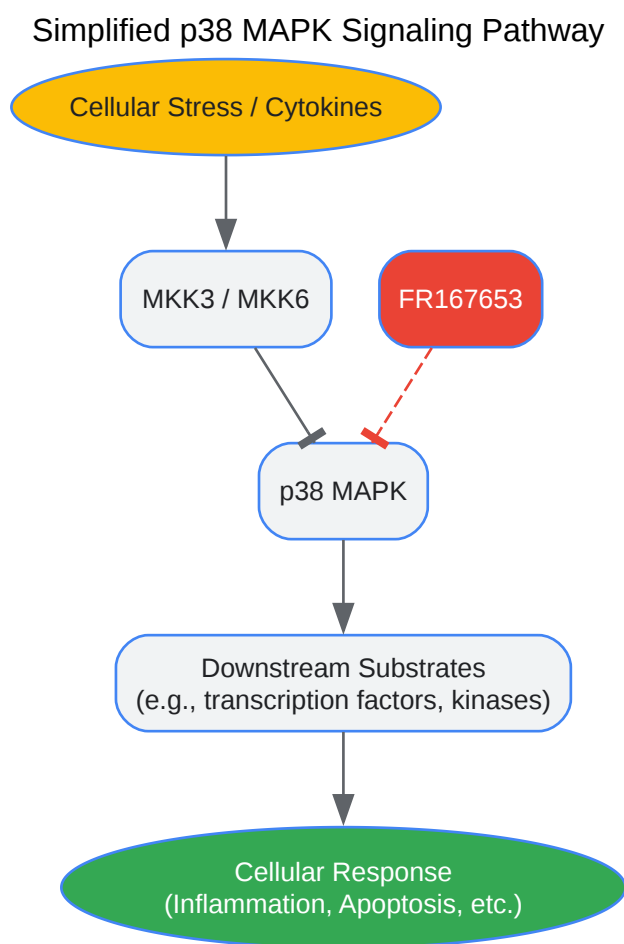 Simplified p38 MAPK Signaling Pathway
Cellular Stress / Cytokines
MKK3 / MKK6
FR167653
p38 MAPK
Downstream Substrates
(e.g., transcription factors, kinases)
Cellular Response
(Inflammation, Apoptosis, etc.)